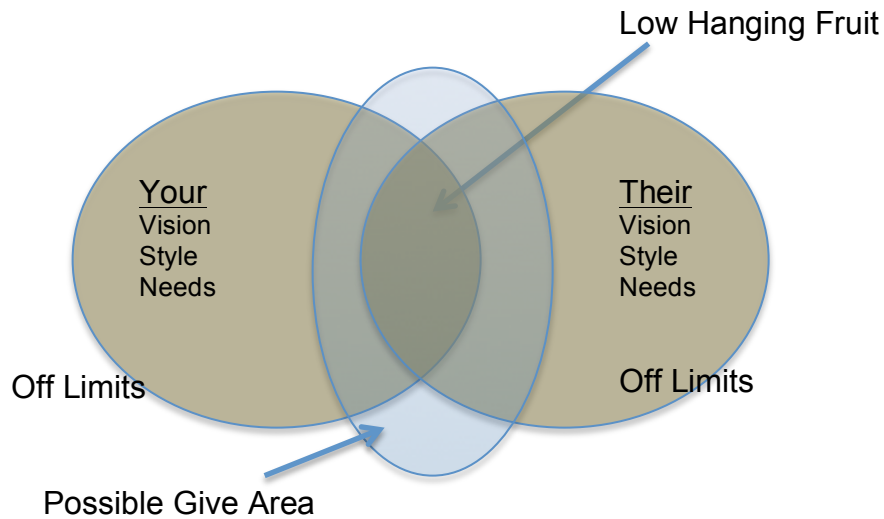 Low Hanging Fruit
Your
Vision
Style
Needs
Their
Vision
Style
Needs
Off Limits
Off Limits
Possible Give Area